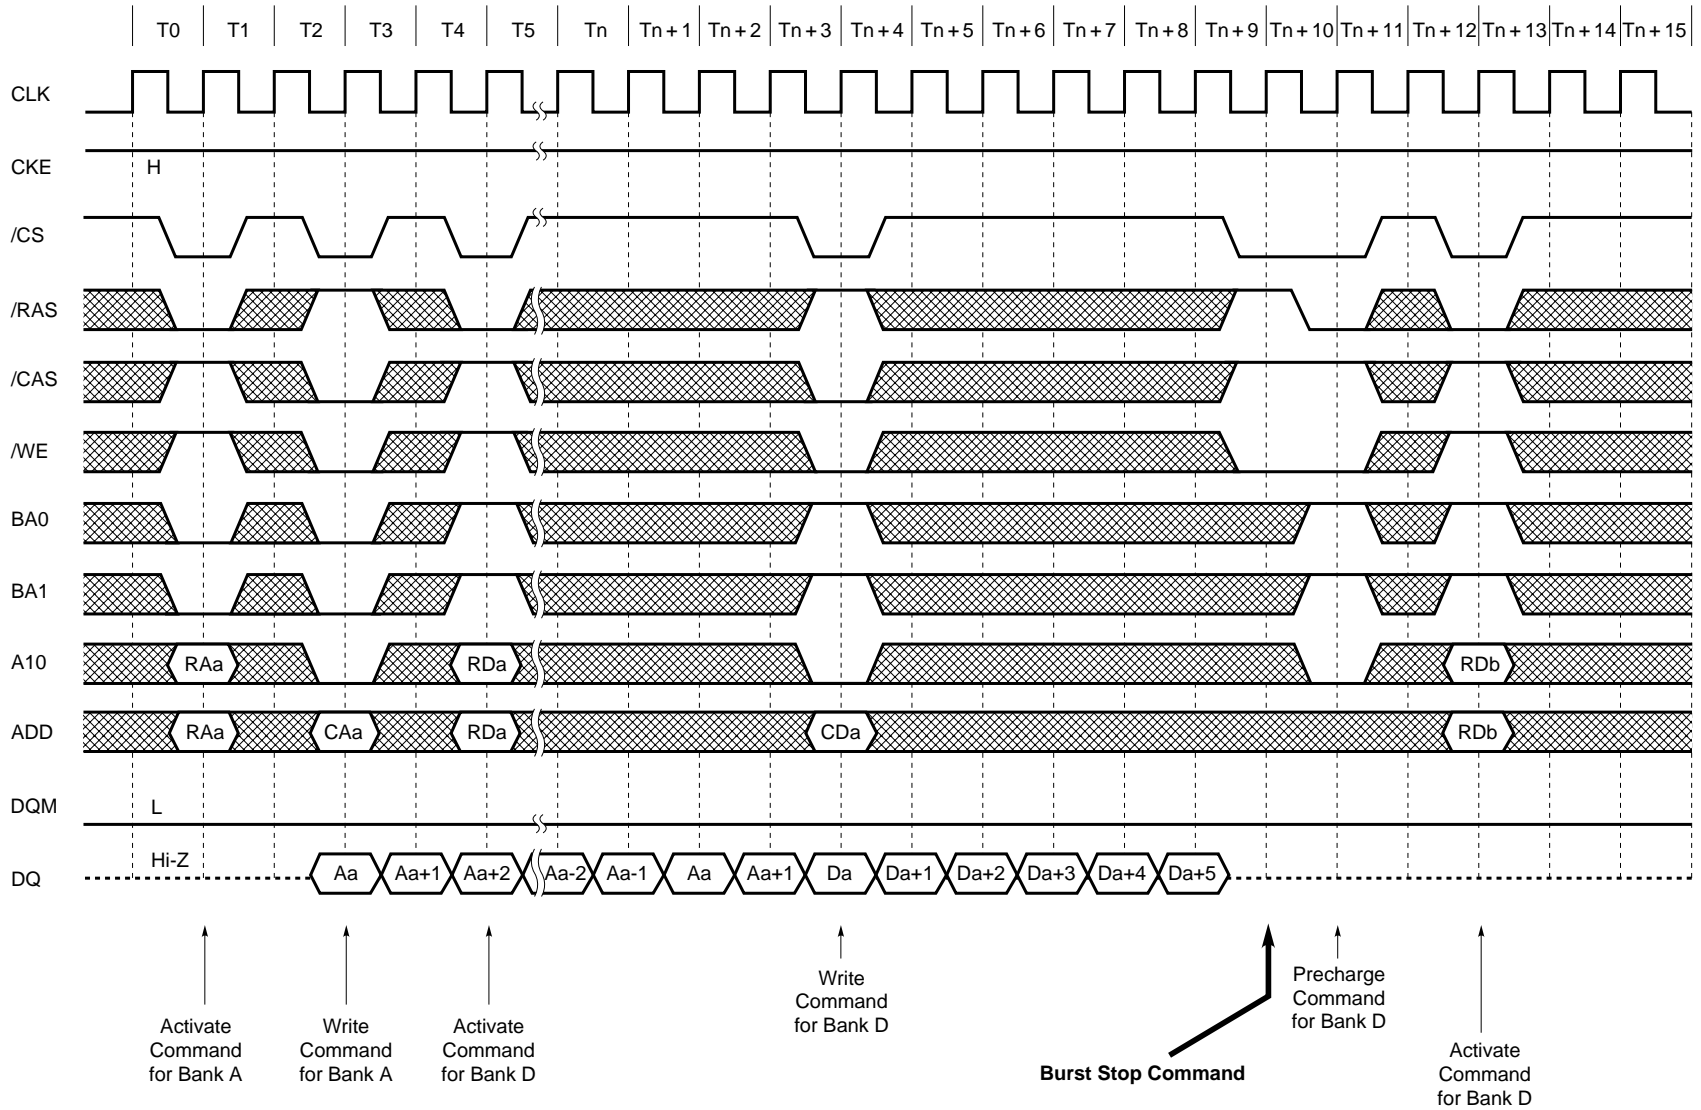 T0 T1 T2 T3 T4 T5 Tn Tn + 1 Tn + 2 Tn + 3 Tn + 4 Tn + 5 Tn + 6 Tn + 7 Tn + 8 Tn + 9 Tn + 10 Tn + 11 Tn + 12 Tn + 13 Tn + 14 Tn + 15
CLK
CKE H
/CS
/RAS
/CAS
/WE
BA0
BA1
A10 RAa RDa RDb
ADD RAa CAa RDa CDa RDb
DQM L
Hi-Z
DQ Aa Aa+1 Aa+2 Aa-2 Aa-1 Aa Aa+1 Da Da+1 Da+2 Da+3 Da+4 Da+5
Write
Command
for Bank D
Precharge
Command
for Bank D
Activate
Command
for Bank A
Write
Command
for Bank A
Activate
Command
for Bank D
Burst Stop Command
Activate
Command
for Bank D